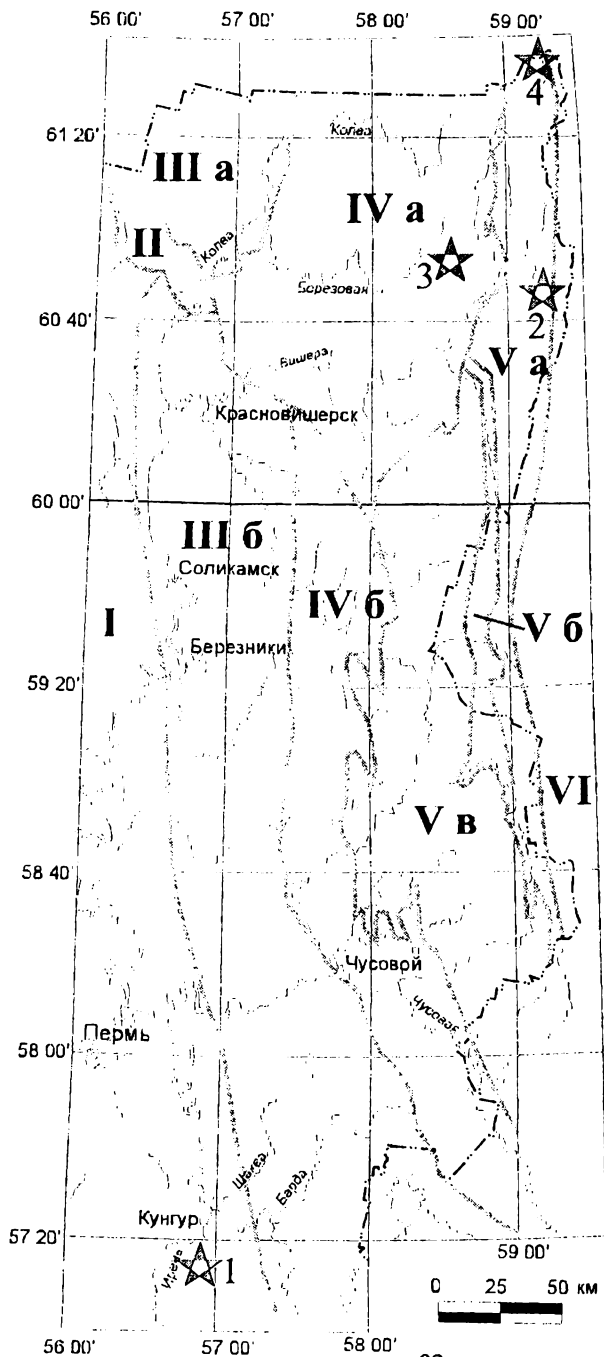 56 00' 57 00' 58 00' 59 00'
4
61 20'
Колва
III а
IV а
II
Колва
3
Березовая
2
60 40'
V а
Вишера
Красновишерск
60 00'
III б
Соликамск
IV б
I
V б
Березники
59 20'
VI
V в
58 40'
Чусовой
Чусовая
Пермь
58 00'
Шаква
Барда
Кунгур
57 20'
Ирень
1
59 00'
0 25 50 км
56 00' 57 00' 58 00'